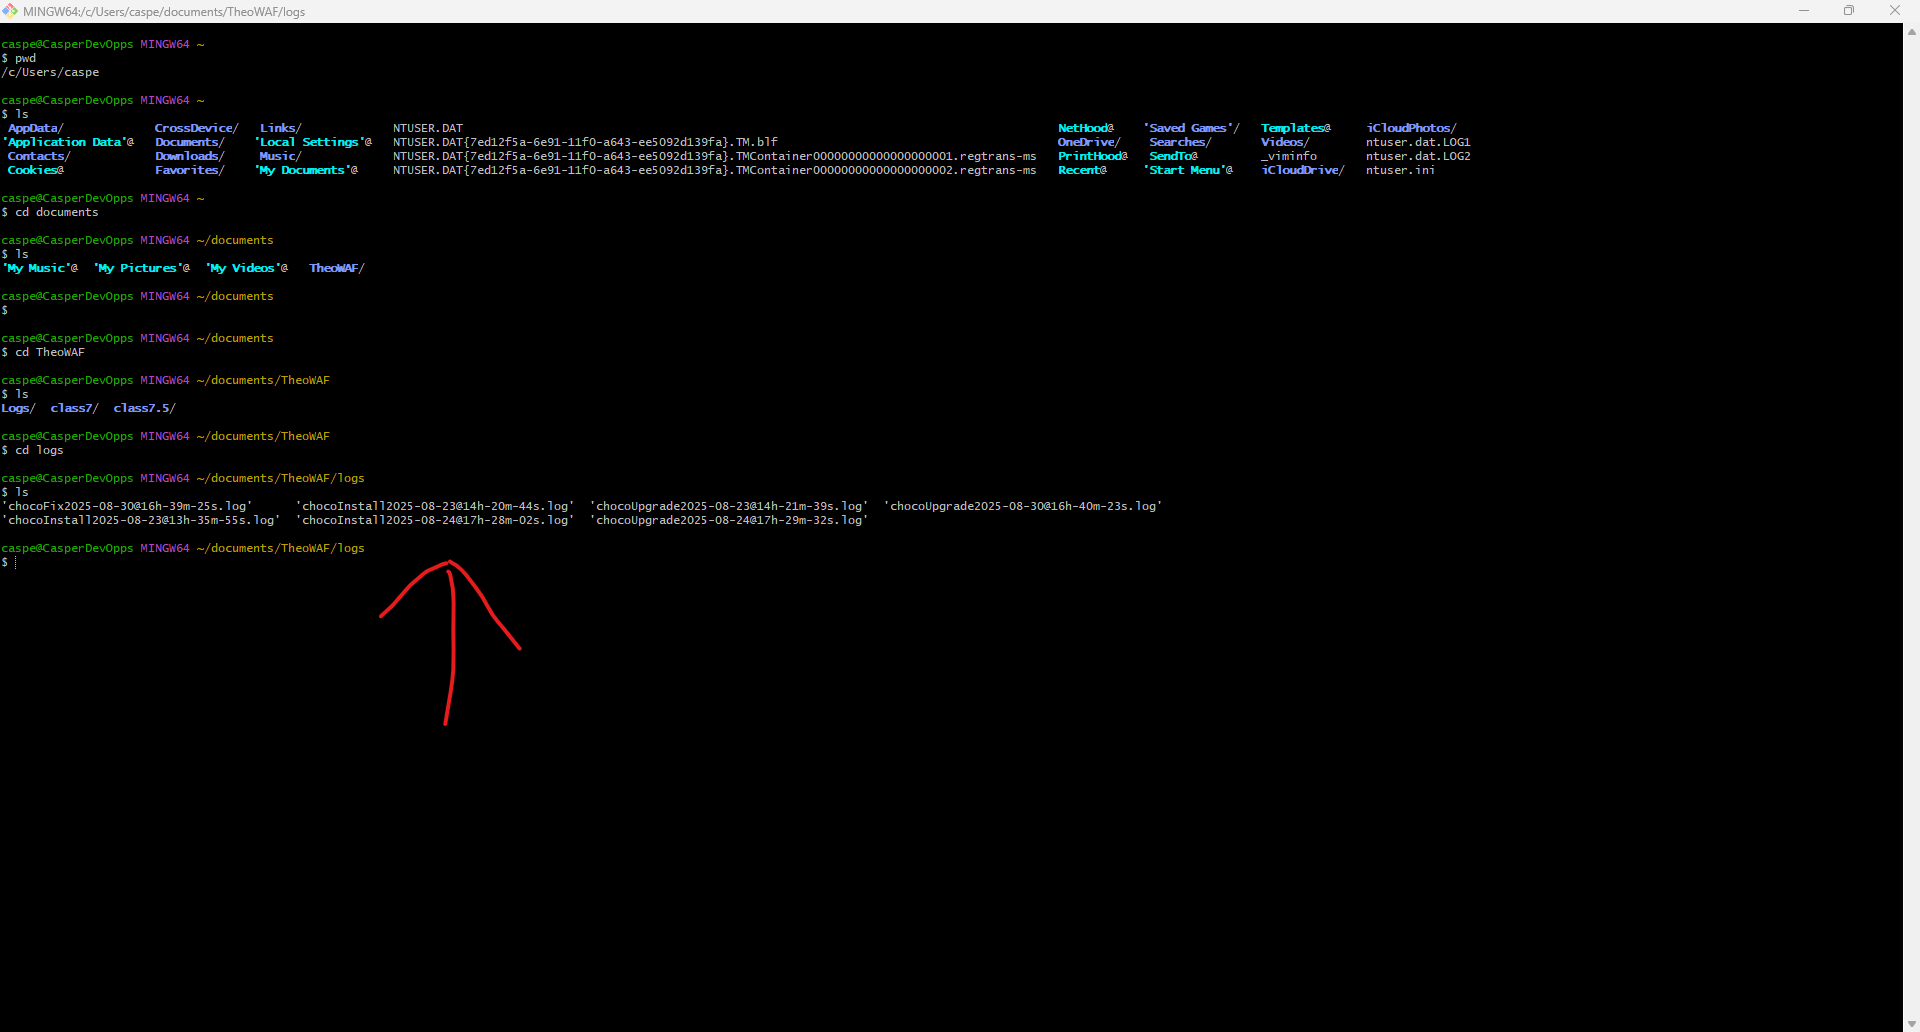 MINGW64:/c/Users/caspe/documents/TheoWAF/logs
caspe@CasperDevOpps MINGW64 ~
$ pwd
/c/Users/caspe
caspe@CasperDevOpps MINGW64 ~
$ ls
AppData/ CrossDevice/ Links/ NTUSER.DAT NetHood@ 'Saved Games'/ Templates@ iCloudPhotos/
'Application Data'@ Documents/ 'Local Settings'@ NTUSER.DAT{7ed12f5a-6e91-11f0-a643-ee5092d139fa}.TM.blf OneDrive/ Searches/ Videos/ ntuser.dat.LOG1
Contacts/ Downloads/ Music/ NTUSER.DAT{7ed12f5a-6e91-11f0-a643-ee5092d139fa}.TMContainer00000000000000000001.regtrans-ms PrintHood@ SendTo@ _viminfo ntuser.dat.LOG2
Cookies@ Favorites/ 'My Documents'@ NTUSER.DAT{7ed12f5a-6e91-11f0-a643-ee5092d139fa}.TMContainer00000000000000000002.regtrans-ms Recent@ 'Start Menu'@ iCloudDrive/ ntuser.ini
caspe@CasperDevOpps MINGW64 ~
$ cd documents
caspe@CasperDevOpps MINGW64 ~/documents
$ ls
'My Music'@ 'My Pictures'@ 'My Videos'@ TheoWAF/
caspe@CasperDevOpps MINGW64 ~/documents
$
caspe@CasperDevOpps MINGW64 ~/documents
$ cd TheoWAF
caspe@CasperDevOpps MINGW64 ~/documents/TheoWAF
$ ls
Logs/ class7/ class7.5/
caspe@CasperDevOpps MINGW64 ~/documents/TheoWAF
$ cd logs
caspe@CasperDevOpps MINGW64 ~/documents/TheoWAF/logs
$ ls
'chocoFix2025-08-30@16h-39m-25s.log' 'chocoInstall2025-08-23@14h-20m-44s.log' 'chocoUpgrade2025-08-23@14h-21m-39s.log' 'chocoUpgrade2025-08-30@16h-40m-23s.log'
'chocoInstall2025-08-23@13h-35m-55s.log' 'chocoInstall2025-08-24@17h-28m-02s.log' 'chocoUpgrade2025-08-24@17h-29m-32s.log'
caspe@CasperDevOpps MINGW64 ~/documents/TheoWAF/logs
$